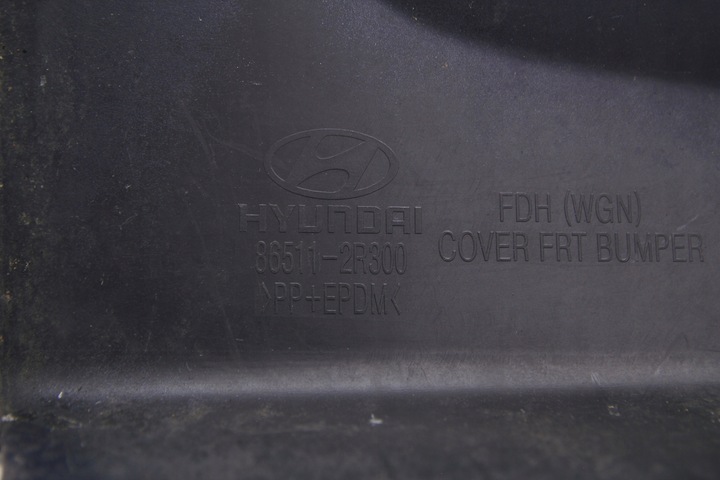 HYUNDAI
86511-2R300
>PP+EPDM<
FDH (WGN)
COVER FRT BUMPER